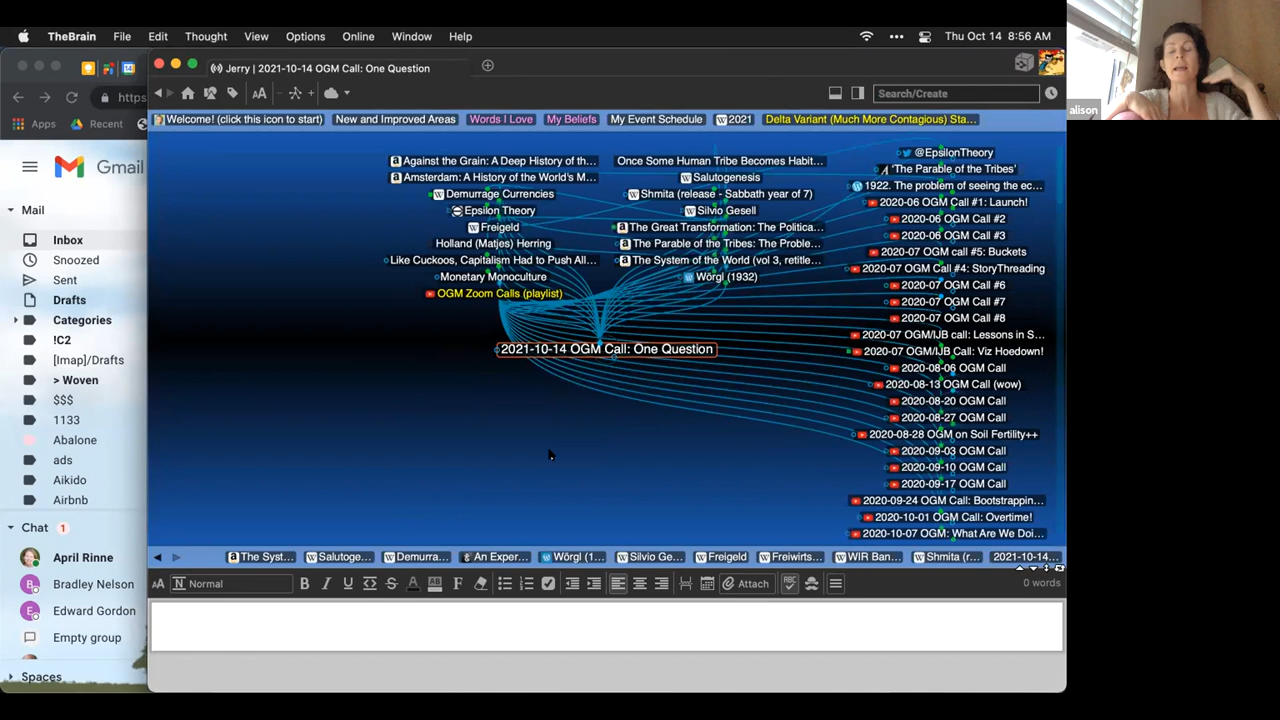 TheBrain File Edit View Thought Options Online Window Help Thu Oct 14 8:56 AM
Jerry | 2021-10-14 OGM Call: One Question
alison
https
Search/Create
Apps Recent
Welcome! (click this icon to start) New and Improved Areas Words I Love My Beliefs My Event Schedule 2021 Delta Variant (Much More Contagious) Sta...
Gmail
Mail
Inbox
Snoozed
Sent
Drafts
Categories
!C2
[Imap]/Drafts
> Woven
$$$
1133
Abalone
ads
Aikido
Airbnb
Chat 1
April Rinne
Bradley Nelson
Edward Gordon
Empty group
Spaces
Against the Grain: A Deep History of th...
Amsterdam: A History of the World's M...
Demurrage Currencies
Epsilon Theory
Freigeld
Holland (Matjes) Herring
Like Cuckoos, Capitalism Had to Push All...
Monetary Monoculture
OGM Zoom Calls (playlist)
Once Some Human Tribe Becomes Habit...
Salutogenesis
Shmita (release - Sabbath year of 7)
Silvio Gesell
The Great Transformation: The Politica...
The Parable of the Tribes: The Proble...
The System of the World (vol 3, retitle...
Wörgl (1932)
2021-10-14 OGM Call: One Question
@EpsilonTheory
'The Parable of the Tribes'
1922. The problem of seeing the ec...
2020-06 OGM Call #1: Launch!
2020-06 OGM Call #2
2020-06 OGM Call #3
2020-07 OGM call #5: Buckets
2020-07 OGM Call #4: StoryThreading
2020-07 OGM Call #6
2020-07 OGM Call #7
2020-07 OGM Call #8
2020-07 OGM/IJB call: Lessons in S...
2020-07 OGM/IJB Call: Viz Hoedown!
2020-08-06 OGM Call
2020-08-13 OGM Call (wow)
2020-08-20 OGM Call
2020-08-27 OGM Call
2020-08-28 OGM on Soil Fertility++
2020-09-03 OGM Call
2020-09-10 OGM Call
2020-09-17 OGM Call
2020-09-24 OGM Call: Bootstrappin...
2020-10-01 OGM Call: Overtime!
2020-10-07 OGM: What Are We Doi...
The Syst... Salutoge... Demurra... An Exper... Wörgl (1... Silvio Ge... Freigeld Freiwirts... WIR Ban... Shmita (r... 2021-10-14...
Normal B I U S A F Attach 0 words